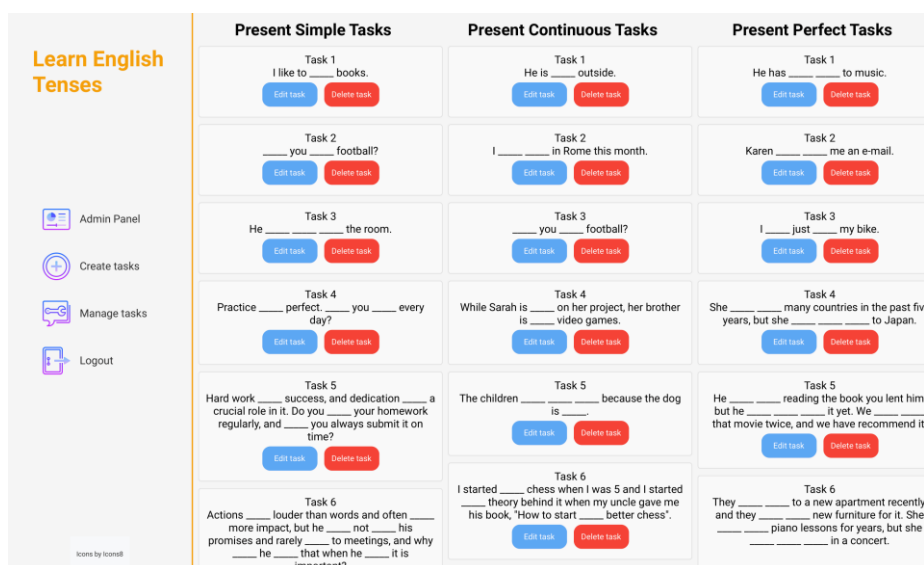 Learn English
Tenses
Admin Panel
Create tasks
Manage tasks
Logout
Icons by Icons8
Present Simple Tasks
Task 1
I like to _____ books.
Edit task Delete task
Task 2
_____ you _____ football?
Edit task Delete task
Task 3
He _____ _____ _____ the room.
Edit task Delete task
Task 4
Practice _____ perfect. _____ you _____ every
day?
Edit task Delete task
Task 5
Hard work _____ success, and dedication _____ a
crucial role in it. Do you _____ your homework
regularly, and _____ you always submit it on
time?
Edit task Delete task
Task 6
Actions _____ louder than words and often _____
more impact, but he _____ not _____ his
promises and rarely _____ to meetings, and why
_____ he _____ that when he _____ it is
important?
Present Continuous Tasks
Task 1
He is _____ outside.
Edit task Delete task
Task 2
I _____ _____ in Rome this month.
Edit task Delete task
Task 3
_____ you _____ football?
Edit task Delete task
Task 4
While Sarah is _____ on her project, her brother
is _____ video games.
Edit task Delete task
Task 5
The children _____ _____ _____ because the dog
is _____.
Edit task Delete task
Task 6
I started _____ chess when I was 5 and I started
_____ theory behind it when my uncle gave me
his book, "How to start _____ better chess".
Edit task Delete task
Present Perfect Tasks
Task 1
He has _____ _____ to music.
Edit task Delete task
Task 2
Karen _____ _____ me an e-mail.
Edit task Delete task
Task 3
I _____ just _____ my bike.
Edit task Delete task
Task 4
She _____ _____ many countries in the past fiv
years, but she _____ _____ _____ to Japan.
Edit task Delete task
Task 5
He _____ _____ reading the book you lent him
but he _____ _____ _____ it yet. We _____ _____
that movie twice, and we have recommend it
Edit task Delete task
Task 6
They _____ _____ to a new apartment recently
and they _____ _____ new furniture for it. She
_____ _____ piano lessons for years, but she
_____ _____ _____ in a concert.